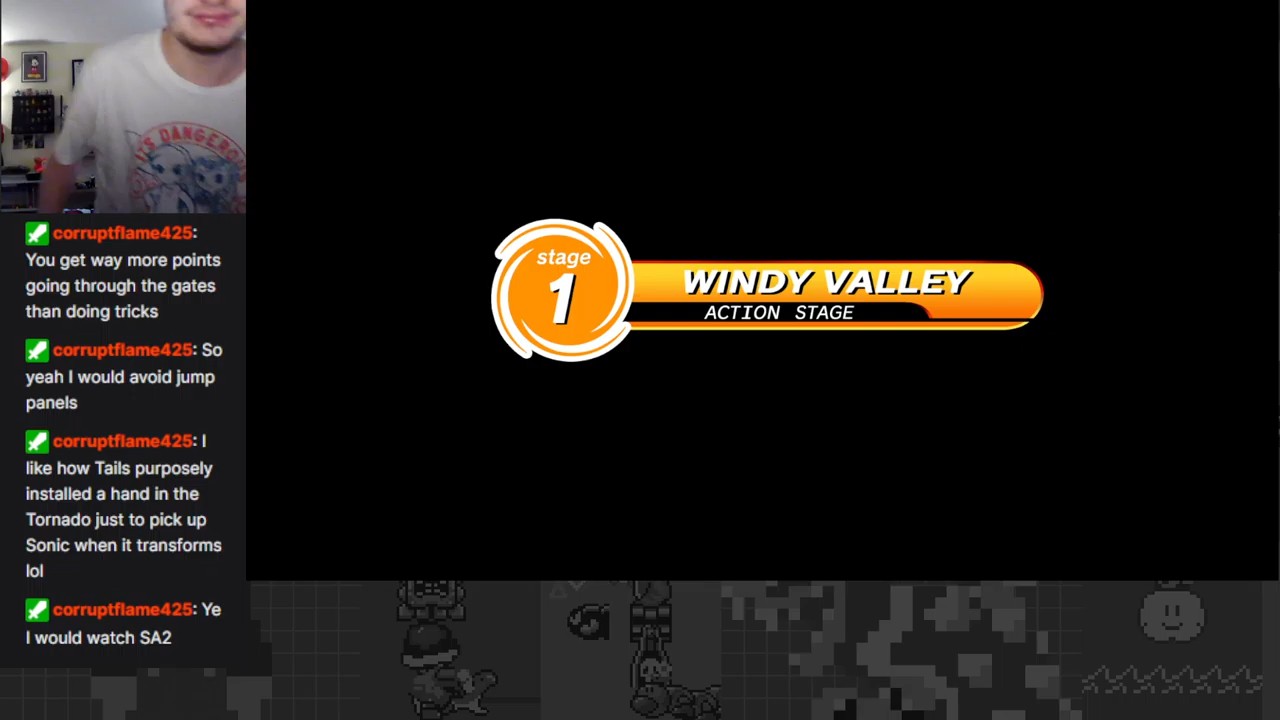 IT'S DANGEROU
corruptflame425:
You get way more points
going through the gates
than doing tricks
corruptflame425: So
yeah I would avoid jump
panels
corruptflame425: I
like how Tails purposely
installed a hand in the
Tornado just to pick up
Sonic when it transforms
lol
corruptflame425: Ye
I would watch SA2
stage
1
WINDY VALLEY
ACTION STAGE